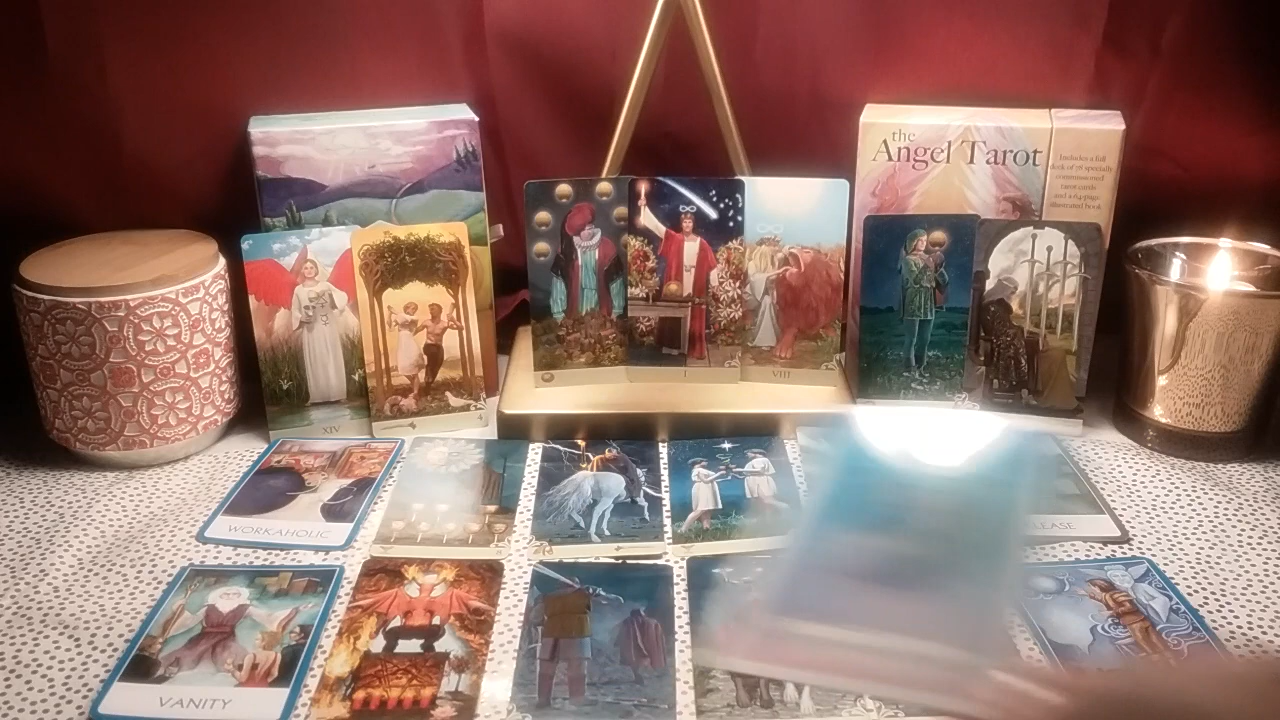 the
Angel Tarot
Includes a full
deck of 78 specially
commissioned
tarot cards
and a 64-page
illustrated book
XIV
I
VIII
WORKAHOLIC
LEASE
VANITY